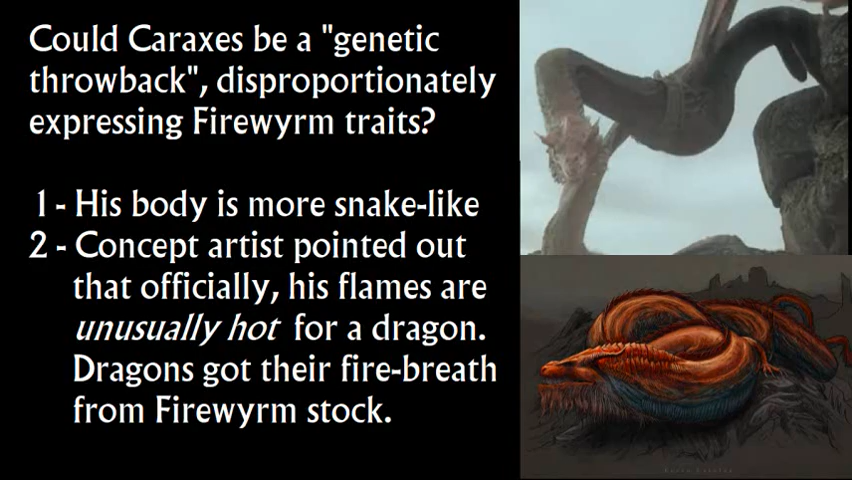 Could Caraxes be a "genetic
throwback", disproportionately
expressing Firewyrm traits?
1 - His body is more snake-like
2 - Concept artist pointed out
that officially, his flames are
unusually hot for a dragon.
Dragons got their fire-breath
from Firewyrm stock.